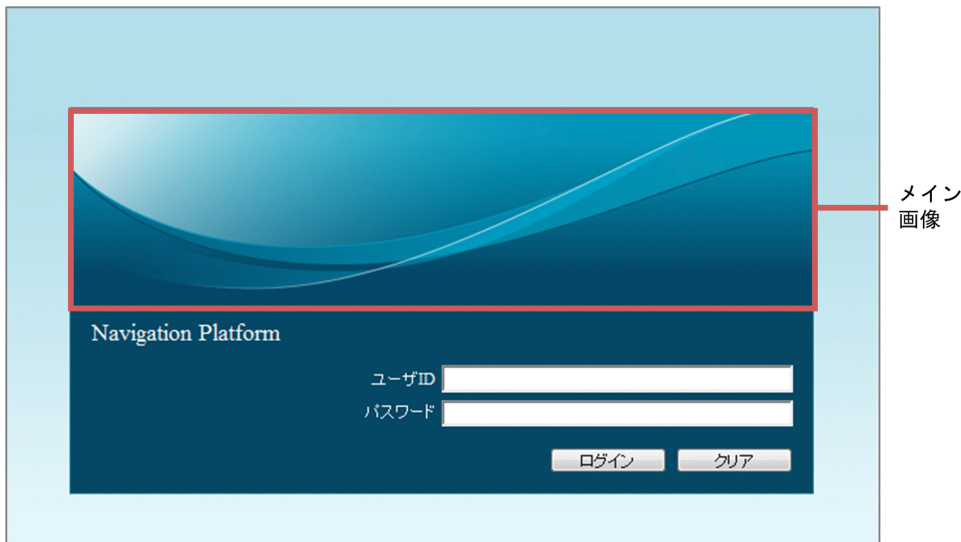 メイン
画像
Navigation Platform
ユーザID
パスワード
ログイン クリア